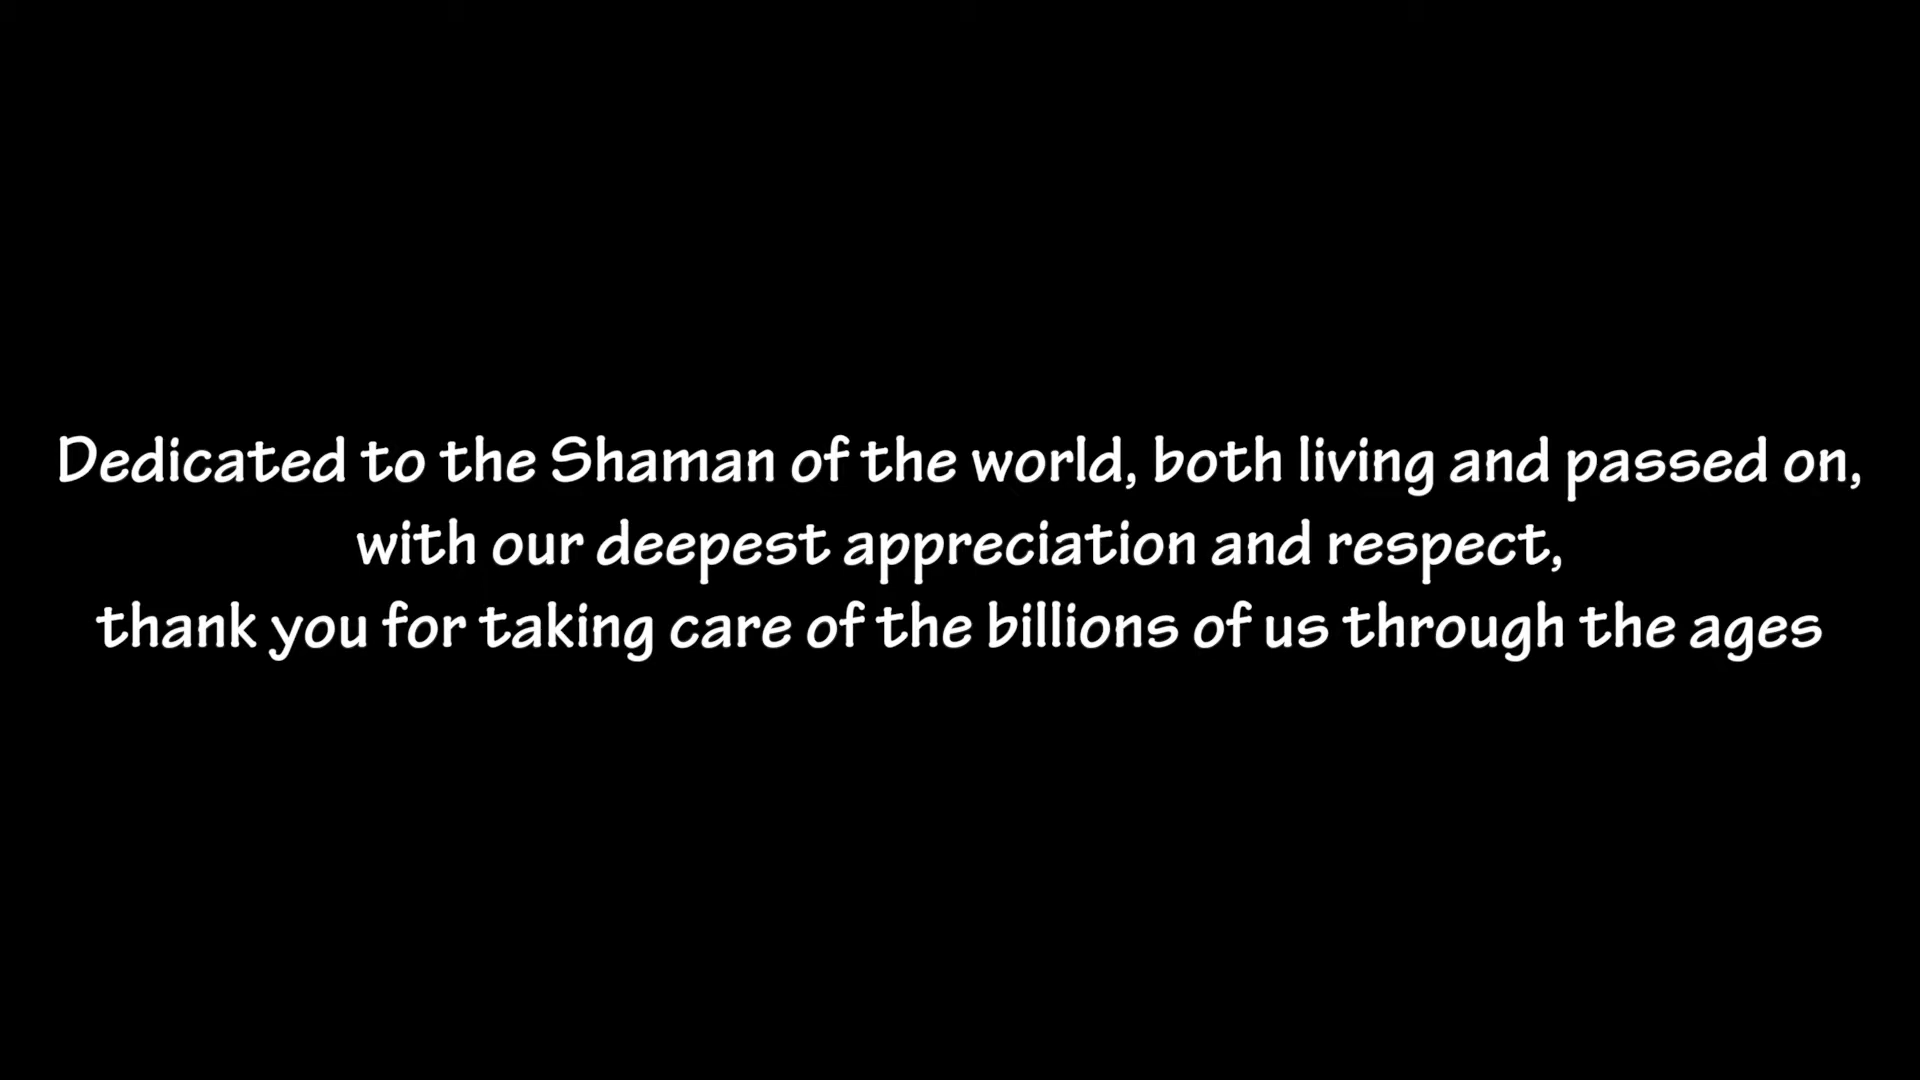 Dedicated to the Shaman of the world, both living and passed on,
with our deepest appreciation and respect,
thank you for taking care of the billions of us through the ages